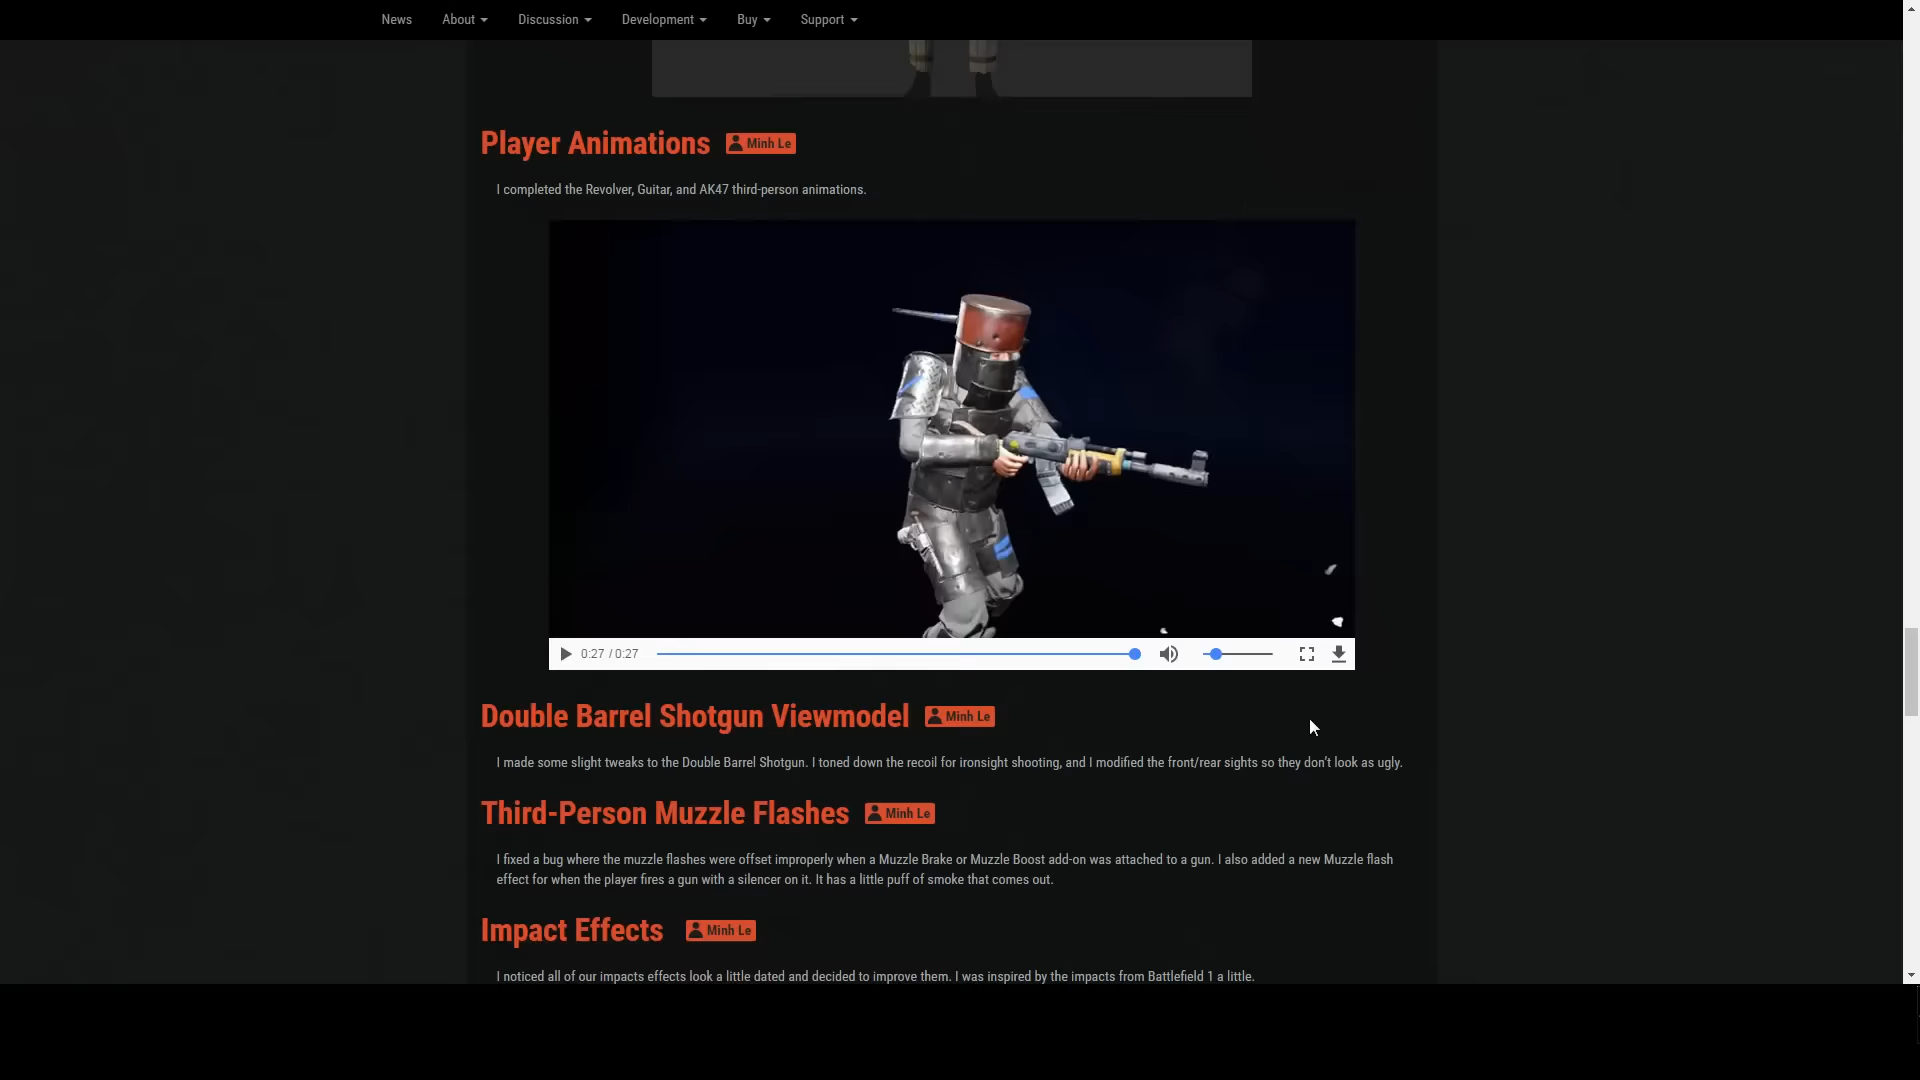 News About Discussion Development Buy Support
Player Animations Minh Le
I completed the Revolver, Guitar, and AK47 third-person animations.
0:27 / 0:27
Double Barrel Shotgun Viewmodel Minh Le
I made some slight tweaks to the Double Barrel Shotgun. I toned down the recoil for ironsight shooting, and I modified the front/rear sights so they don’t look as ugly.
Third-Person Muzzle Flashes Minh Le
I fixed a bug where the muzzle flashes were offset improperly when a Muzzle Brake or Muzzle Boost add-on was attached to a gun. I also added a new Muzzle flash
effect for when the player fires a gun with a silencer on it. It has a little puff of smoke that comes out.
Impact Effects Minh Le
I noticed all of our impacts effects look a little dated and decided to improve them. I was inspired by the impacts from Battlefield 1 a little.